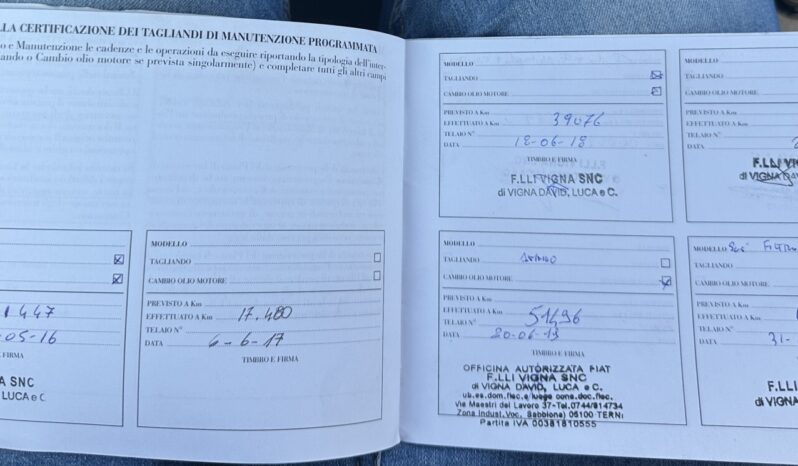 LLA CERTIFICAZIONE DEI TAGLIANDI DI MANUTENZIONE PROGRAMMATA
o e Manutenzione le cadenze e le operazioni da eseguire riportando la tipologia dell'inter-
ando o Cambio olio motore se prevista singolarmente) e completare tutti gli altri campi
447
05-16
FIRMA
A SNC
LUCA e C
MODELLO
TAGLIANDO
CAMBIO OLIO MOTORE
PREVISTO A Km
EFFETTUATO A Km 17.480
TELAIO N°
DATA 6-6-17
TIMBRO E FIRMA
MODELLO
TAGLIANDO
CAMBIO OLIO MOTORE
PREVISTO A Km
EFFETTUATO A Km 39076
TELAIO N°
DATA 18-06-18
TIMBRO E FIRMA
F.LLI VIGNA SNC
di VIGNA DAVID, LUCA e C.
MODELLO
TAGLIANDO
CAMBIO OLIO MOTORE
PREVISTO A Km
EFFETTUATO A Km 51496
TELAIO N°
DATA 20-06-19
TIMBRO E FIRMA
OFFICINA AUTORIZZATA FIAT
F.LLI VIGNA SNC
di VIGNA DAVID, LUCA e C.
Via Maestri del Lavoro 37-Tel.0744/814734
Zona Indust.Voc. Sabbione) 05100 TERNI
Partita IVA 00381810555
MODELLO
TAGLIANDO
CAMBIO OLIO MOTORE
PREVISTO A Km
EFFETTUATO A Km
TELAIO N°
DATA
TIMBRO E
F.LLI VI
di VIGNA
MODELLO
TAGLIANDO
CAMBIO OLIO MOTORE
PREVISTO A Km
EFFETTUATO A Km
TELAIO N°
DATA 31-
TIMBRO E
F.LLI
di VIGNA